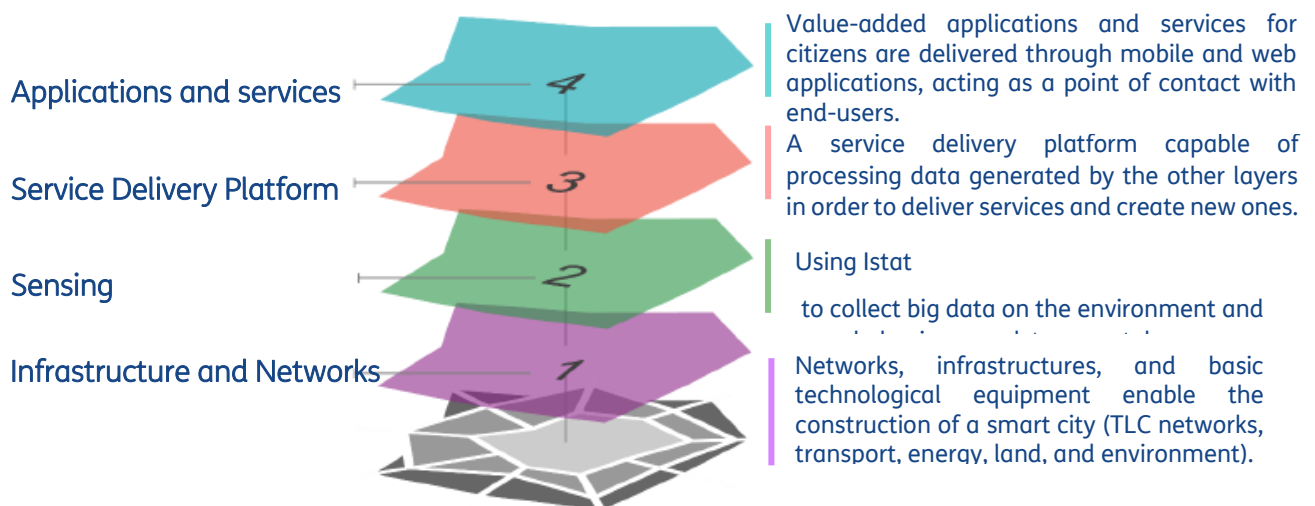 Applications and services
4
Value-added applications and services for
citizens are delivered through mobile and web
applications, acting as a point of contact with
end-users.
Service Delivery Platform
3
A service delivery platform capable of
processing data generated by the other layers
in order to deliver services and create new ones.
Sensing
2
Using Istat
to collect big data on the environment and
Infrastructure and Networks
1
Networks, infrastructures, and basic
technological equipment enable the
construction of a smart city (TLC networks,
transport, energy, land, and environment).